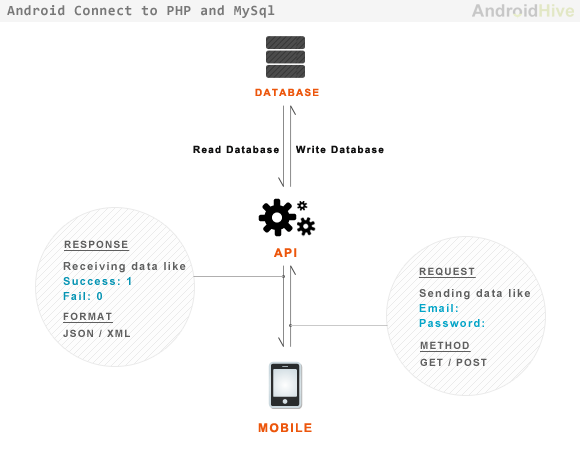 Android Connect to PHP and MySql
AndroidHive
DATABASE
Read Database
Write Database
API
RESPONSE
Receiving data like
Success: 1
Fail: 0
FORMAT
JSON / XML
REQUEST
Sending data like
Email:
Password:
METHOD
GET / POST
MOBILE